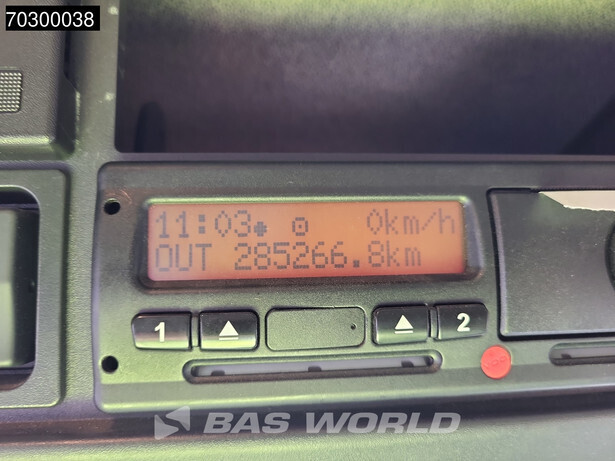 70300038
11:03 0km/h
OUT 285266.8km
1 2
BAS WORLD